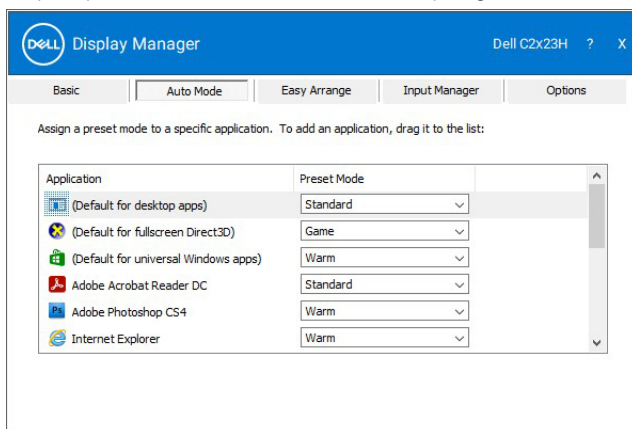 DELL Display Manager Dell C2x23H ? X
Basic Auto Mode Easy Arrange Input Manager Options
Assign a preset mode to a specific application. To add an application, drag it to the list:
Application Preset Mode
(Default for desktop apps) Standard
(Default for fullscreen Direct3D) Game
(Default for universal Windows apps) Warm
Adobe Acrobat Reader DC Standard
Ps Adobe Photoshop CS4 Warm
Internet Explorer Warm